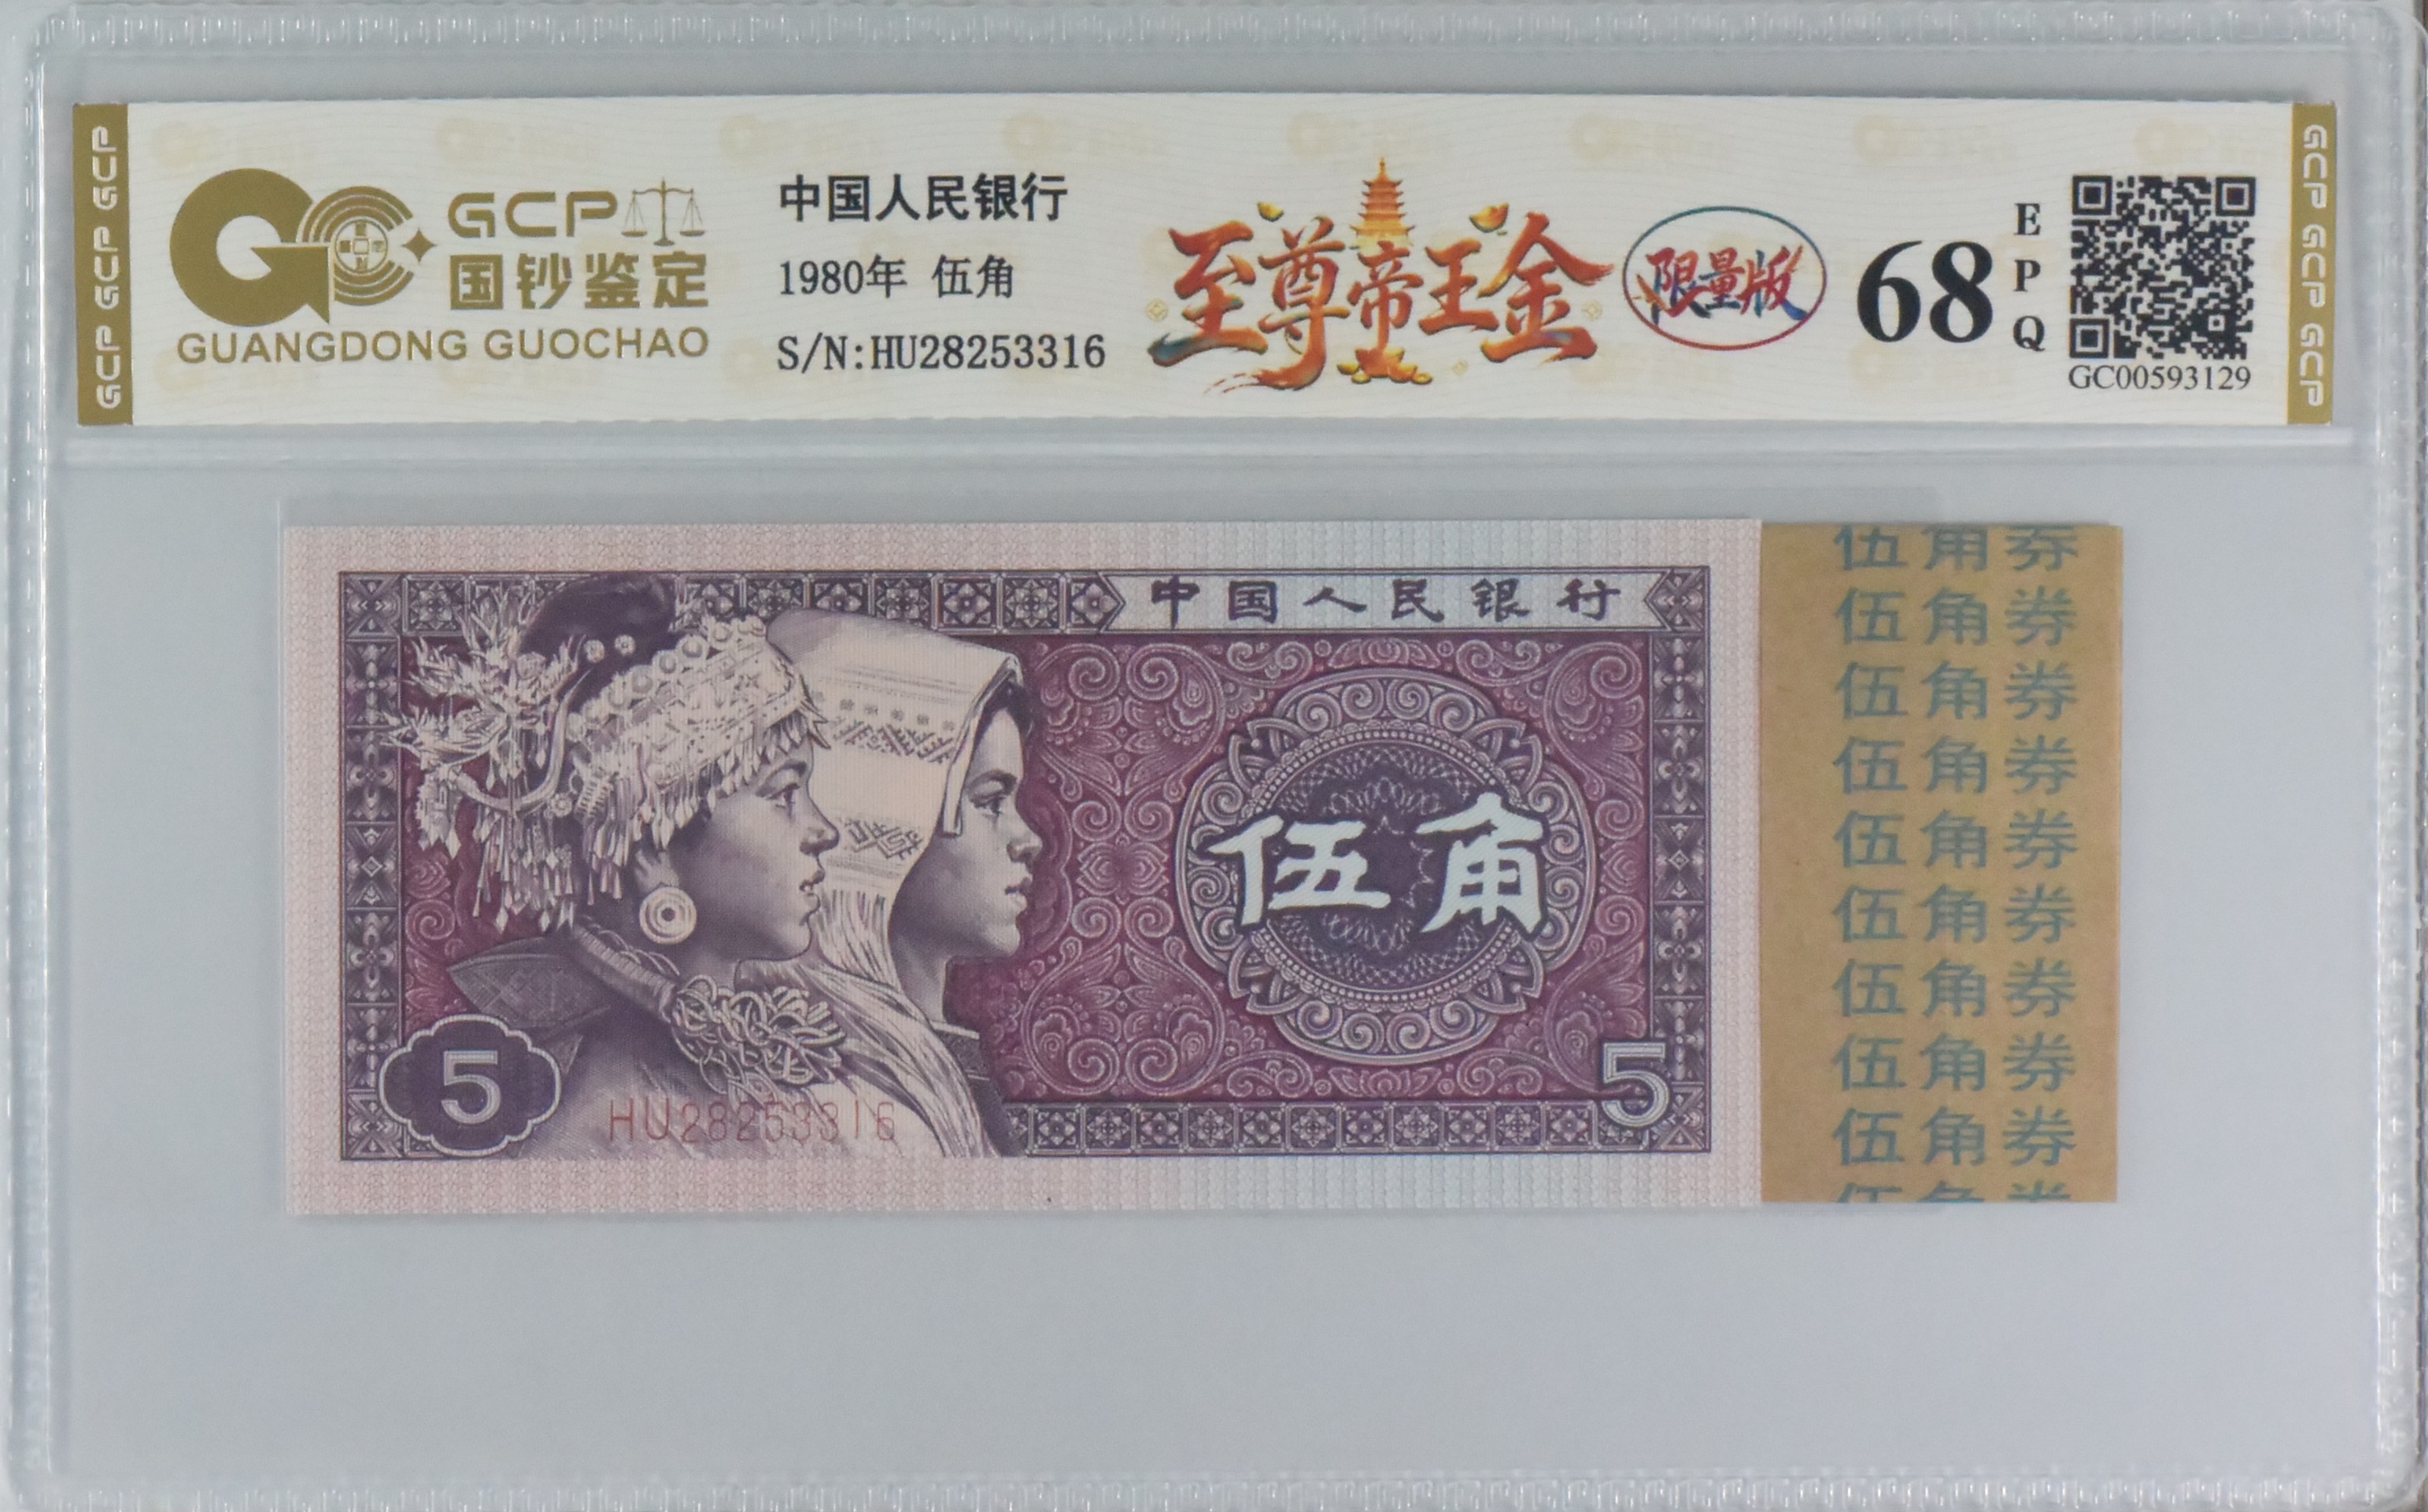 GCP GCP GCP
GCP
国钞鉴定
GUANGDONG GUOCHAO
中国人民银行
1980年 伍角
S/N:HU28253316
至尊帝王金
限量版
68
E
P
Q
GC00593129
GCP GCP GCP
中国人民银行
伍角
5
5
HU28253316
伍角券
伍角券
伍角券
伍角券
伍角券
伍角券
伍角券
伍角券
伍角券